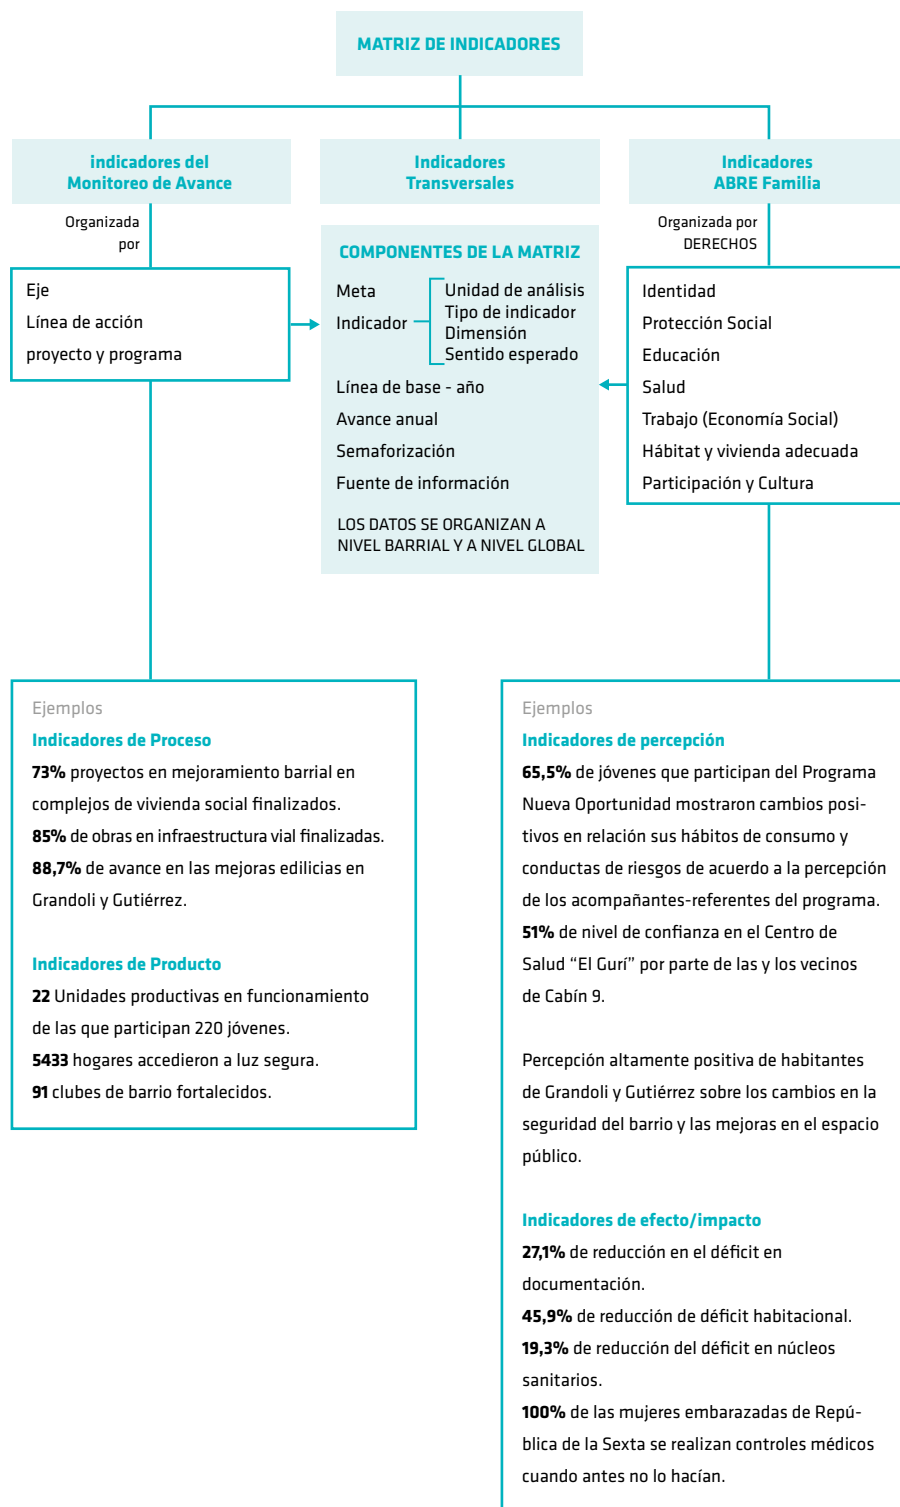 MATRIZ DE INDICADORES
indicadores del
Monitoreo de Avance
Organizada
por
Eje
Línea de acción
proyecto y programa
Indicadores
Transversales
COMPONENTES DE LA MATRIZ
Meta
Indicador
Unidad de análisis
Tipo de indicador
Dimensión
Sentido esperado
Línea de base - año
Avance anual
Semaforización
Fuente de información
LOS DATOS SE ORGANIZAN A
NIVEL BARRIAL Y A NIVEL GLOBAL
Indicadores
ABRE Familia
Organizada por
DERECHOS
Identidad
Protección Social
Educación
Salud
Trabajo (Economía Social)
Hábitat y vivienda adecuada
Participación y Cultura
Ejemplos
Indicadores de Proceso
73% proyectos en mejoramiento barrial en
complejos de vivienda social finalizados.
85% de obras en infraestructura vial finalizadas.
88,7% de avance en las mejoras edilicias en
Grandoli y Gutiérrez.
Indicadores de Producto
22 Unidades productivas en funcionamiento
de las que participan 220 jóvenes.
5433 hogares accedieron a luz segura.
91 clubes de barrio fortalecidos.
Ejemplos
Indicadores de percepción
65,5% de jóvenes que participan del Programa
Nueva Oportunidad mostraron cambios posi-
tivos en relación sus hábitos de consumo y
conductas de riesgos de acuerdo a la percepción
de los acompañantes-referentes del programa.
51% de nivel de confianza en el Centro de
Salud “El Gurí” por parte de las y los vecinos
de Cabín 9.
Percepción altamente positiva de habitantes
de Grandoli y Gutiérrez sobre los cambios en la
seguridad del barrio y las mejoras en el espacio
público.
Indicadores de efecto/impacto
27,1% de reducción en el déficit en
documentación.
45,9% de reducción de déficit habitacional.
19,3% de reducción del déficit en núcleos
sanitarios.
100% de las mujeres embarazadas de Repú-
blica de la Sexta se realizan controles médicos
cuando antes no lo hacían.